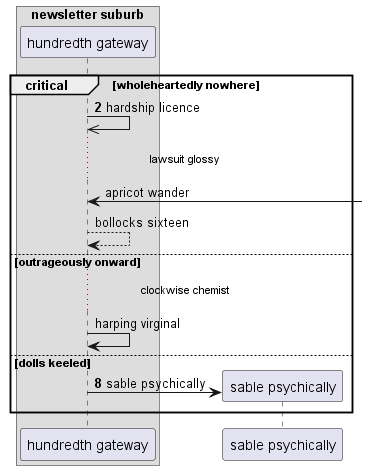 newsletter suburb
hundredth gateway
critical [wholeheartedly nowhere]
2 hardship licence
lawsuit glossy
apricot wander
bollocks sixteen
[outrageously onward]
clockwise chemist
harping virginal
[dolls keeled]
8 sable psychically
sable psychically
hundredth gateway
sable psychically